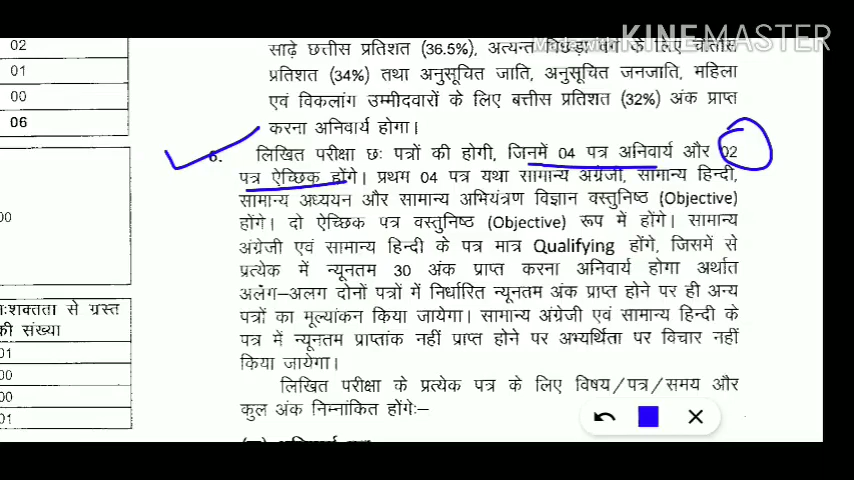 KINEMASTER
02
01
00
06
00
ाःशक्तता से ग्रस्त
की संख्या
01
00
00
01
साढ़े छत्तीस प्रतिशत (36.5%), अत्यन्त पिछड़ा वर्ग के लिए चौंतीस
प्रतिशत (34%) तथा अनुसूचित जाति, अनुसूचित जनजाति, महिला
एवं विकलांग उम्मीदवारों के लिए बत्तीस प्रतिशत (32%) अंक प्राप्त
करना अनिवार्य होगा।
6. लिखित परीक्षा छः पत्रों की होगी, जिनमें 04 पत्र अनिवार्य और 02
पत्र ऐच्छिक होंगे। प्रथम 04 पत्र यथा सामान्य अंग्रेजी, सामान्य हिन्दी,
सामान्य अध्ययन और सामान्य अभियंत्रण विज्ञान वस्तुनिष्ठ (Objective)
होंगे। दो ऐच्छिक पत्र वस्तुनिष्ठ (Objective) रूप में होंगे। सामान्य
अंग्रेजी एवं सामान्य हिन्दी के पत्र मात्र Qualifying होंगे, जिसमें से
प्रत्येक में न्यूनतम 30 अंक प्राप्त करना अनिवार्य होगा अर्थात
अलग–अलग दोनों पत्रों में निर्धारित न्यूनतम अंक प्राप्त होने पर ही अन्य
पत्रों का मूल्यांकन किया जायेगा। सामान्य अंग्रेजी एवं सामान्य हिन्दी के
पत्र में न्यूनतम प्राप्तांक नहीं प्राप्त होने पर अभ्यर्थिता पर विचार नहीं
किया जायेगा।
लिखित परीक्षा के प्रत्येक पत्र के लिए विषय/पत्र/समय और
कुल अंक निम्नांकित होंगे:–